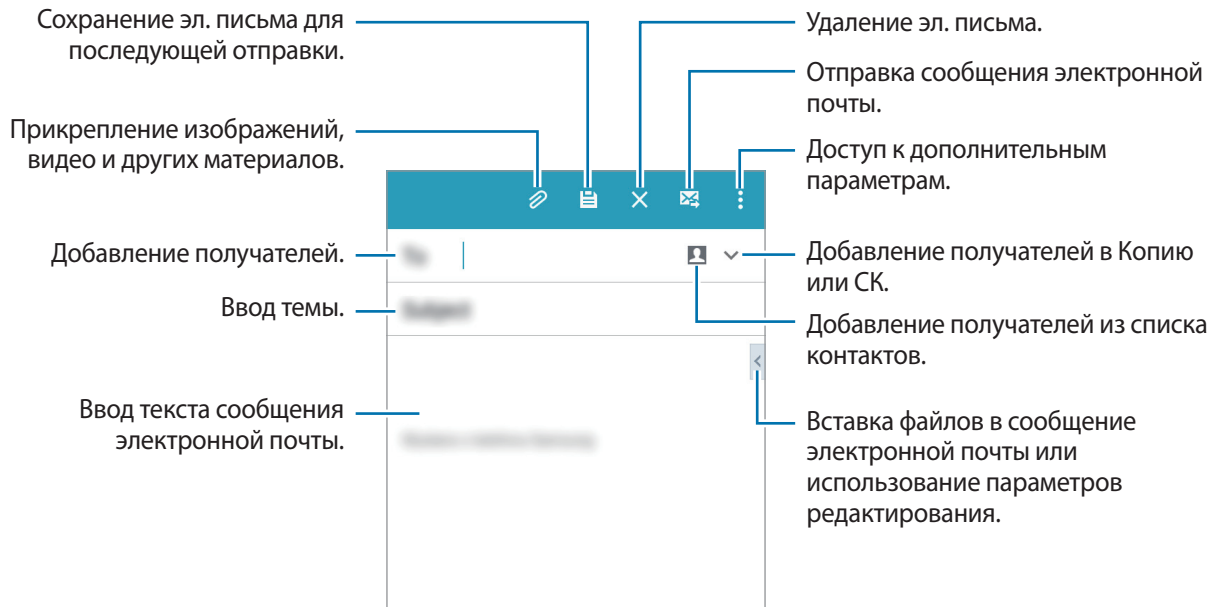 Сохранение эл. письма для
последующей отправки.
Прикрепление изображений,
видео и других материалов.
Добавление получателей.
Ввод темы.
Ввод текста сообщения
электронной почты.
To
Subject
Удаление эл. письма.
Отправка сообщения электронной
почты.
Доступ к дополнительным
параметрам.
Добавление получателей в Копию
или СК.
Добавление получателей из списка
контактов.
Вставка файлов в сообщение
электронной почты или
использование параметров
редактирования.